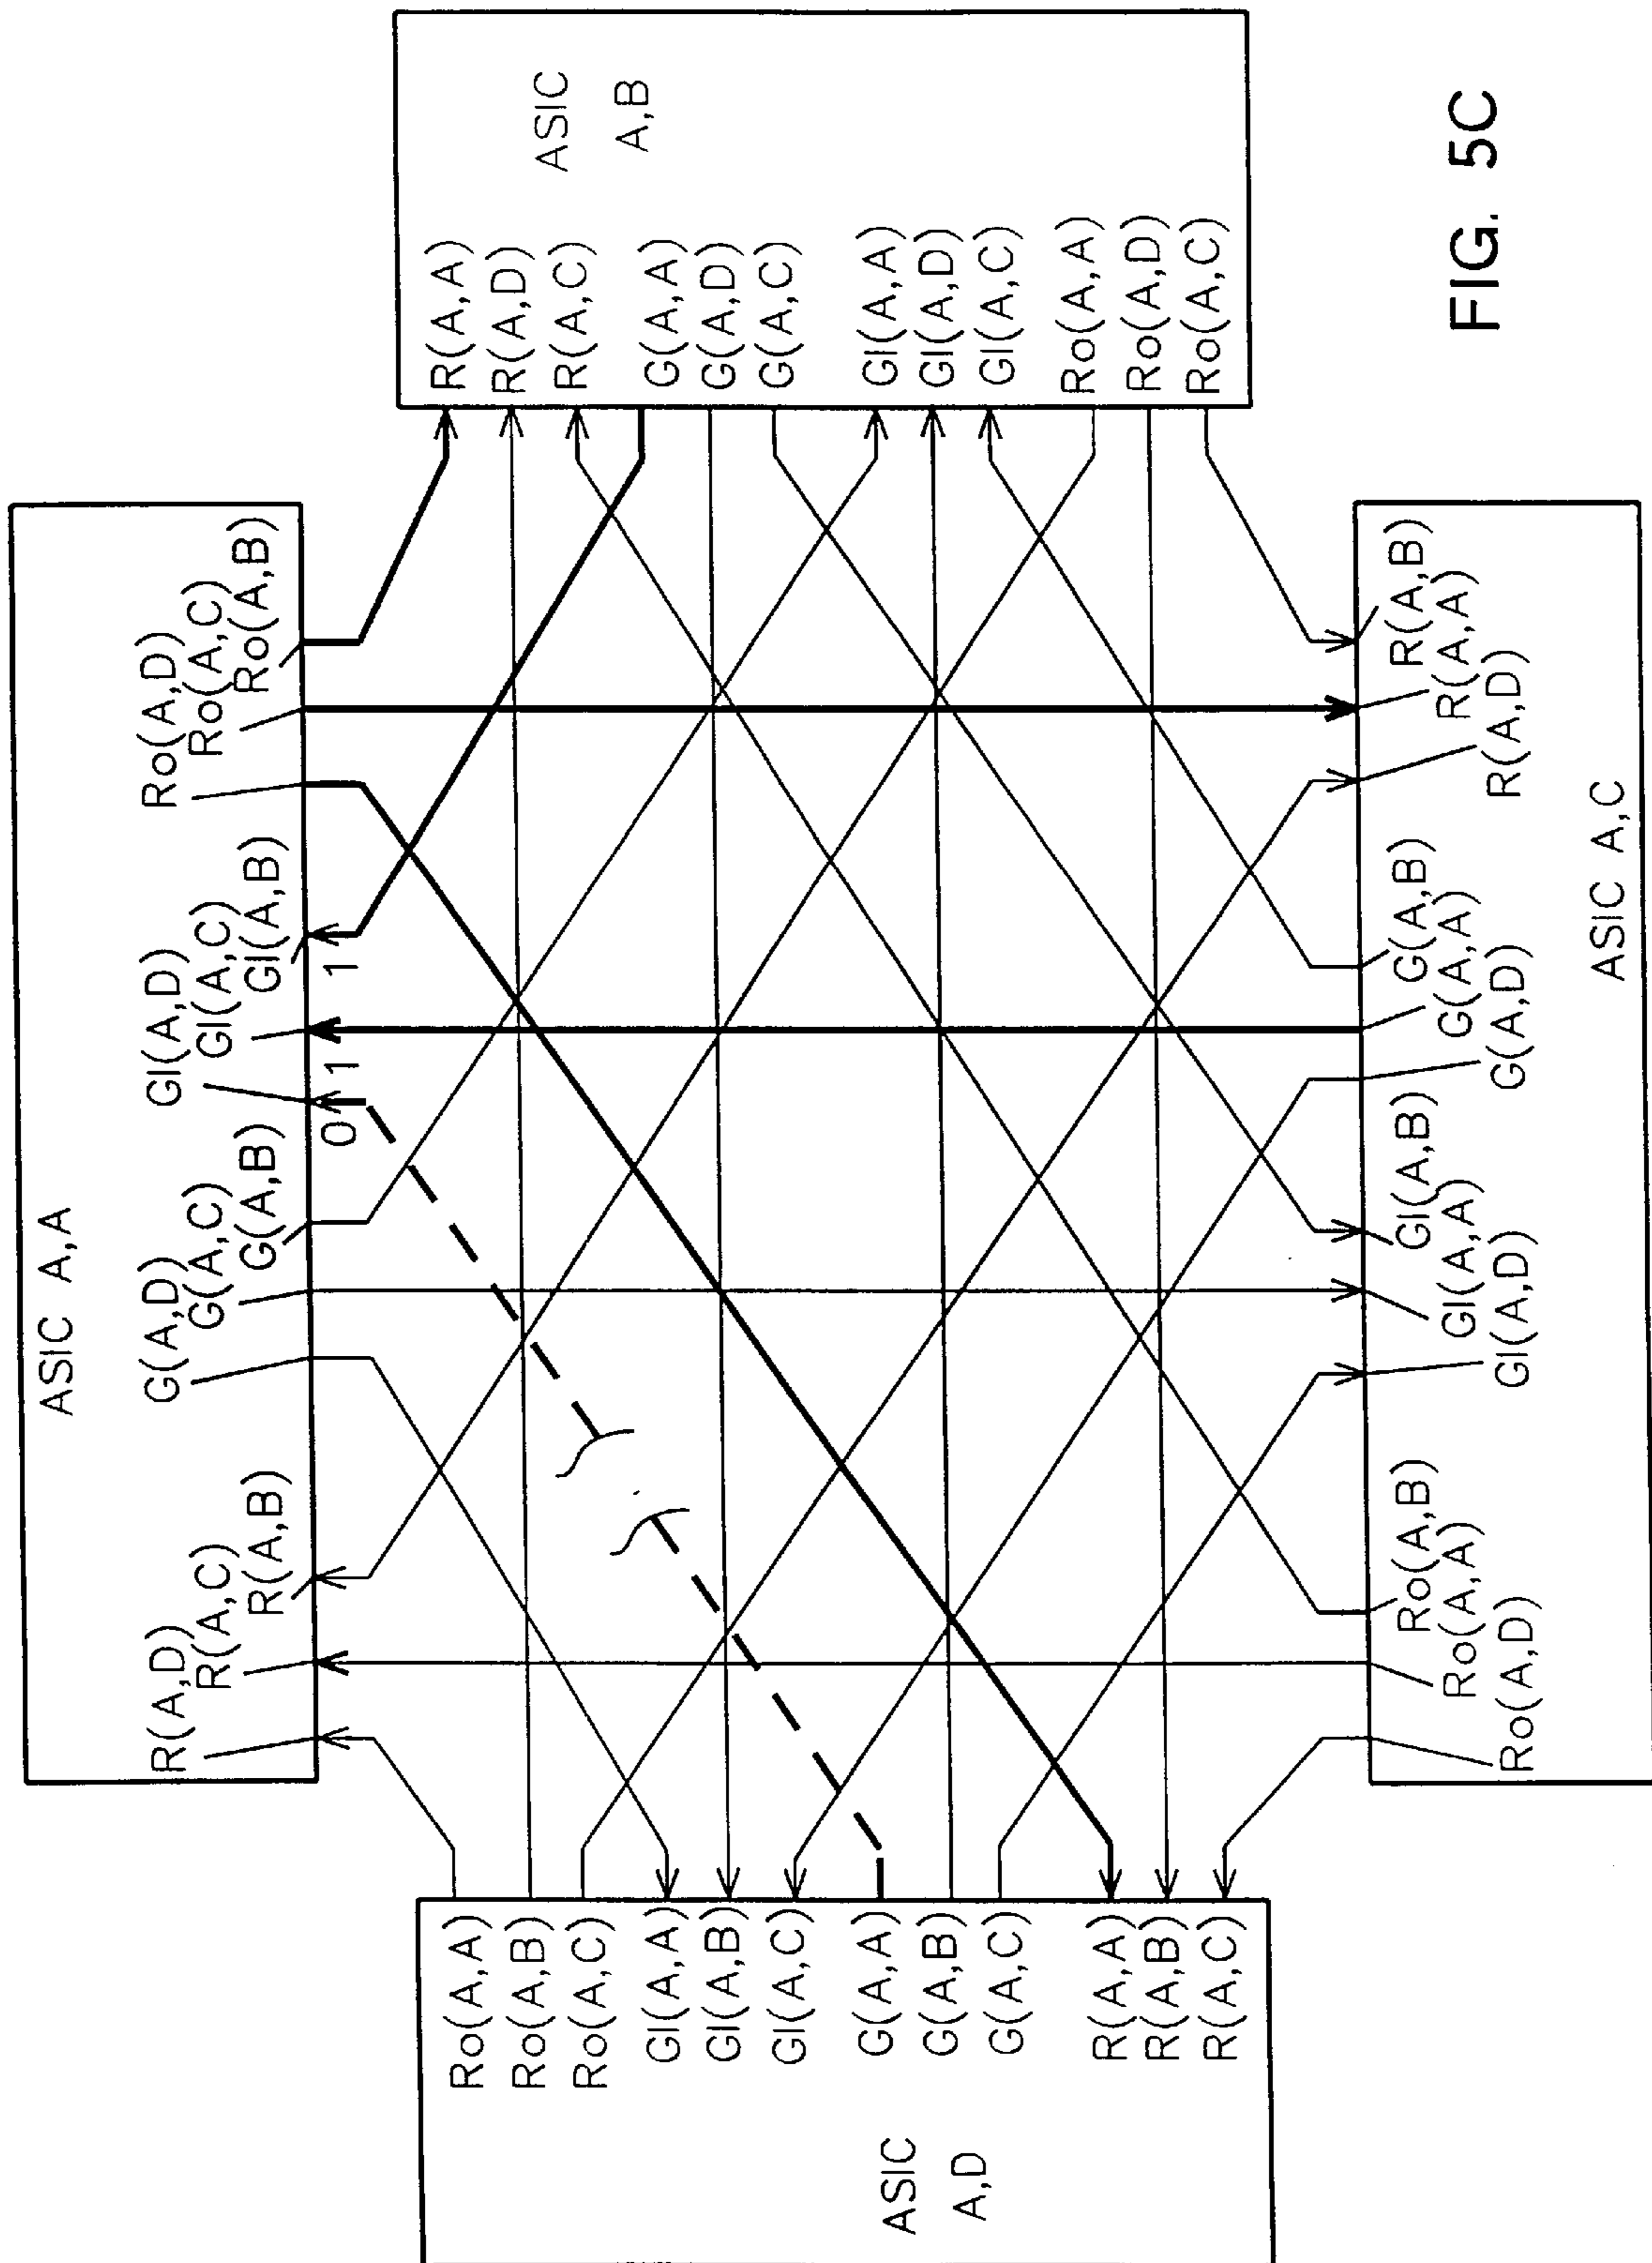 ASIC A,A
R(A,D)
R(A,C)
R(A,B)
G(A,D)
G(A,C)
G(A,B)
GI(A,D)
GI(A,C)
GI(A,B)
Ro(A,D)
Ro(A,C)
Ro(A,B)
0
1
1
ASIC
A,D
Ro(A,A)
Ro(A,B)
Ro(A,C)
GI(A,A)
GI(A,B)
GI(A,C)
G(A,A)
G(A,B)
G(A,C)
R(A,A)
R(A,B)
R(A,C)
ASIC
A,B
R(A,A)
R(A,D)
R(A,C)
G(A,A)
G(A,D)
G(A,C)
GI(A,A)
GI(A,D)
GI(A,C)
Ro(A,A)
Ro(A,D)
Ro(A,C)
Ro(A,B)
Ro(A,A)
Ro(A,D)
GI(A,B)
GI(A,A)
GI(A,D)
G(A,B)
G(A,A)
G(A,D)
R(A,B)
R(A,A)
R(A,D)
ASIC A,C
FIG. 5C